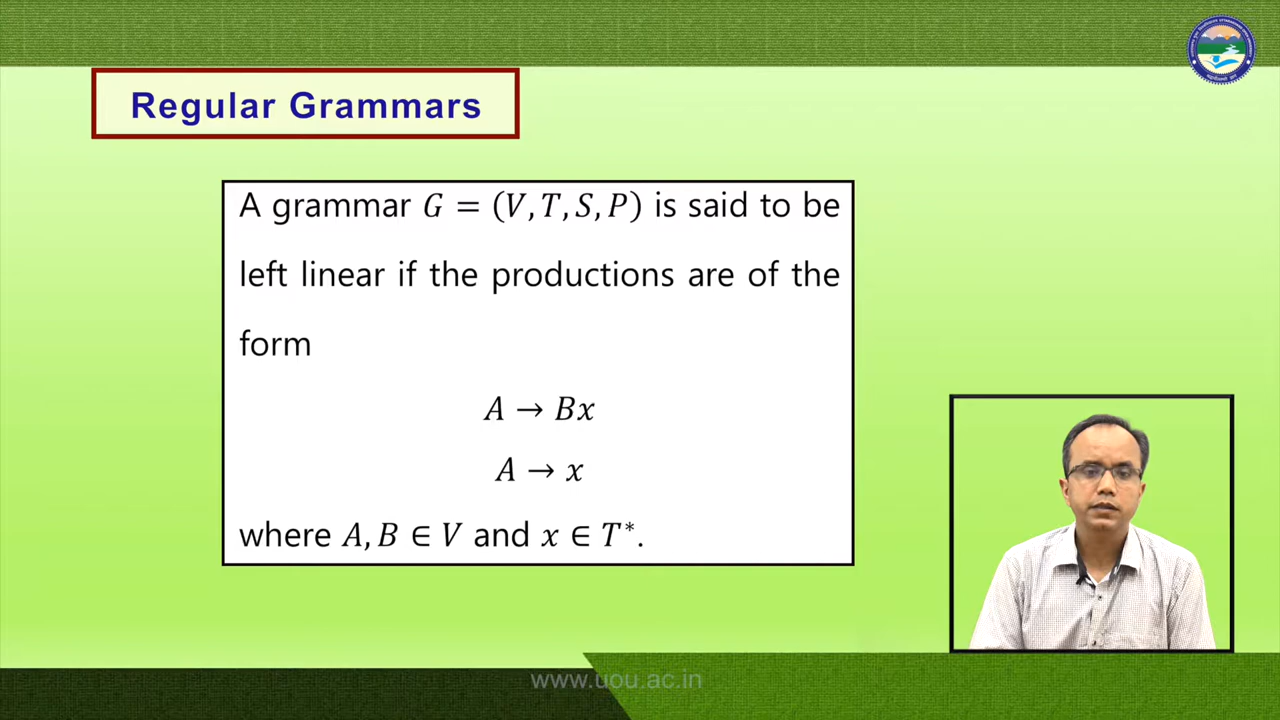 Regular Grammars
A grammar G = (V, T, S, P) is said to be
left linear if the productions are of the
form
A → Bx
A → x
where A, B ∈ V and x ∈ T*.
www.uou.ac.in